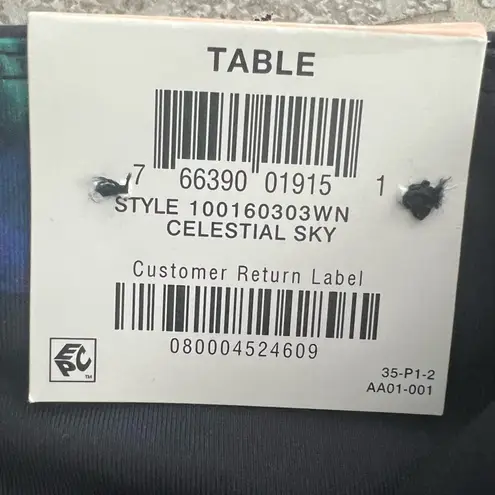 TABLE
7 66390 01915 1
STYLE 100160303WN
CELESTIAL SKY
Customer Return Label
080004524609
EPC
TM
35-P1-2
AA01-001